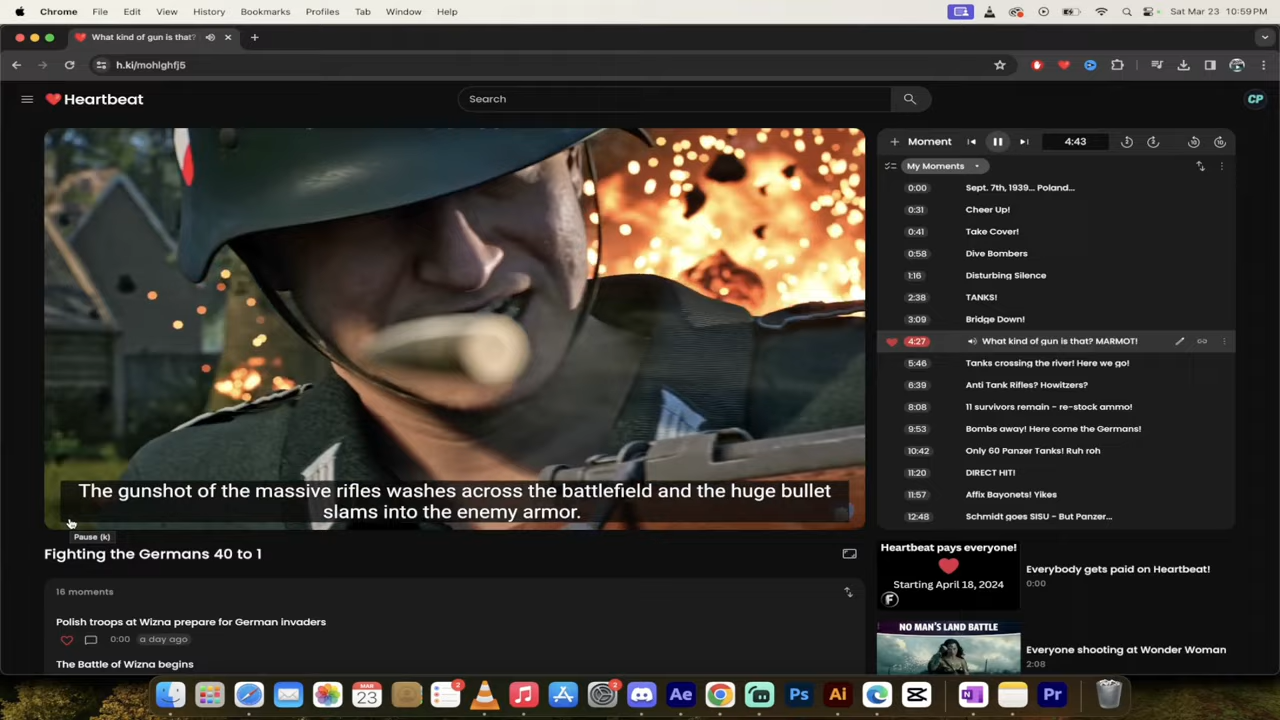 Chrome File Edit View History Bookmarks Profiles Tab Window Help
Sat Mar 23 10:59 PM
What kind of gun is that?
h.ki/mohlghfj5
Heartbeat
Search
CP
The gunshot of the massive rifles washes across the battlefield and the huge bullet
slams into the enemy armor.
Pause (k)
Fighting the Germans 40 to 1
16 moments
Polish troops at Wizna prepare for German invaders
0:00 a day ago
The Battle of Wizna begins
Moment 4:43
My Moments
0:00 Sept. 7th, 1939... Poland...
0:31 Cheer Up!
0:41 Take Cover!
0:58 Dive Bombers
1:16 Disturbing Silence
2:38 TANKS!
3:09 Bridge Down!
4:27 What kind of gun is that? MARMOT!
5:46 Tanks crossing the river! Here we go!
6:39 Anti Tank Rifles? Howitzers?
8:08 11 survivors remain - re-stock ammo!
9:53 Bombs away! Here come the Germans!
10:42 Only 60 Panzer Tanks! Ruh roh
11:20 DIRECT HIT!
11:57 Affix Bayonets! Yikes
12:48 Schmidt goes SISU - But Panzer...
Heartbeat pays everyone!
Starting April 18, 2024
F
Everybody gets paid on Heartbeat!
0:00
NO MAN'S LAND BATTLE
Everyone shooting at Wonder Woman
2:08
MAR
23
2
2
Ae
Ps
Ai
N
Pr